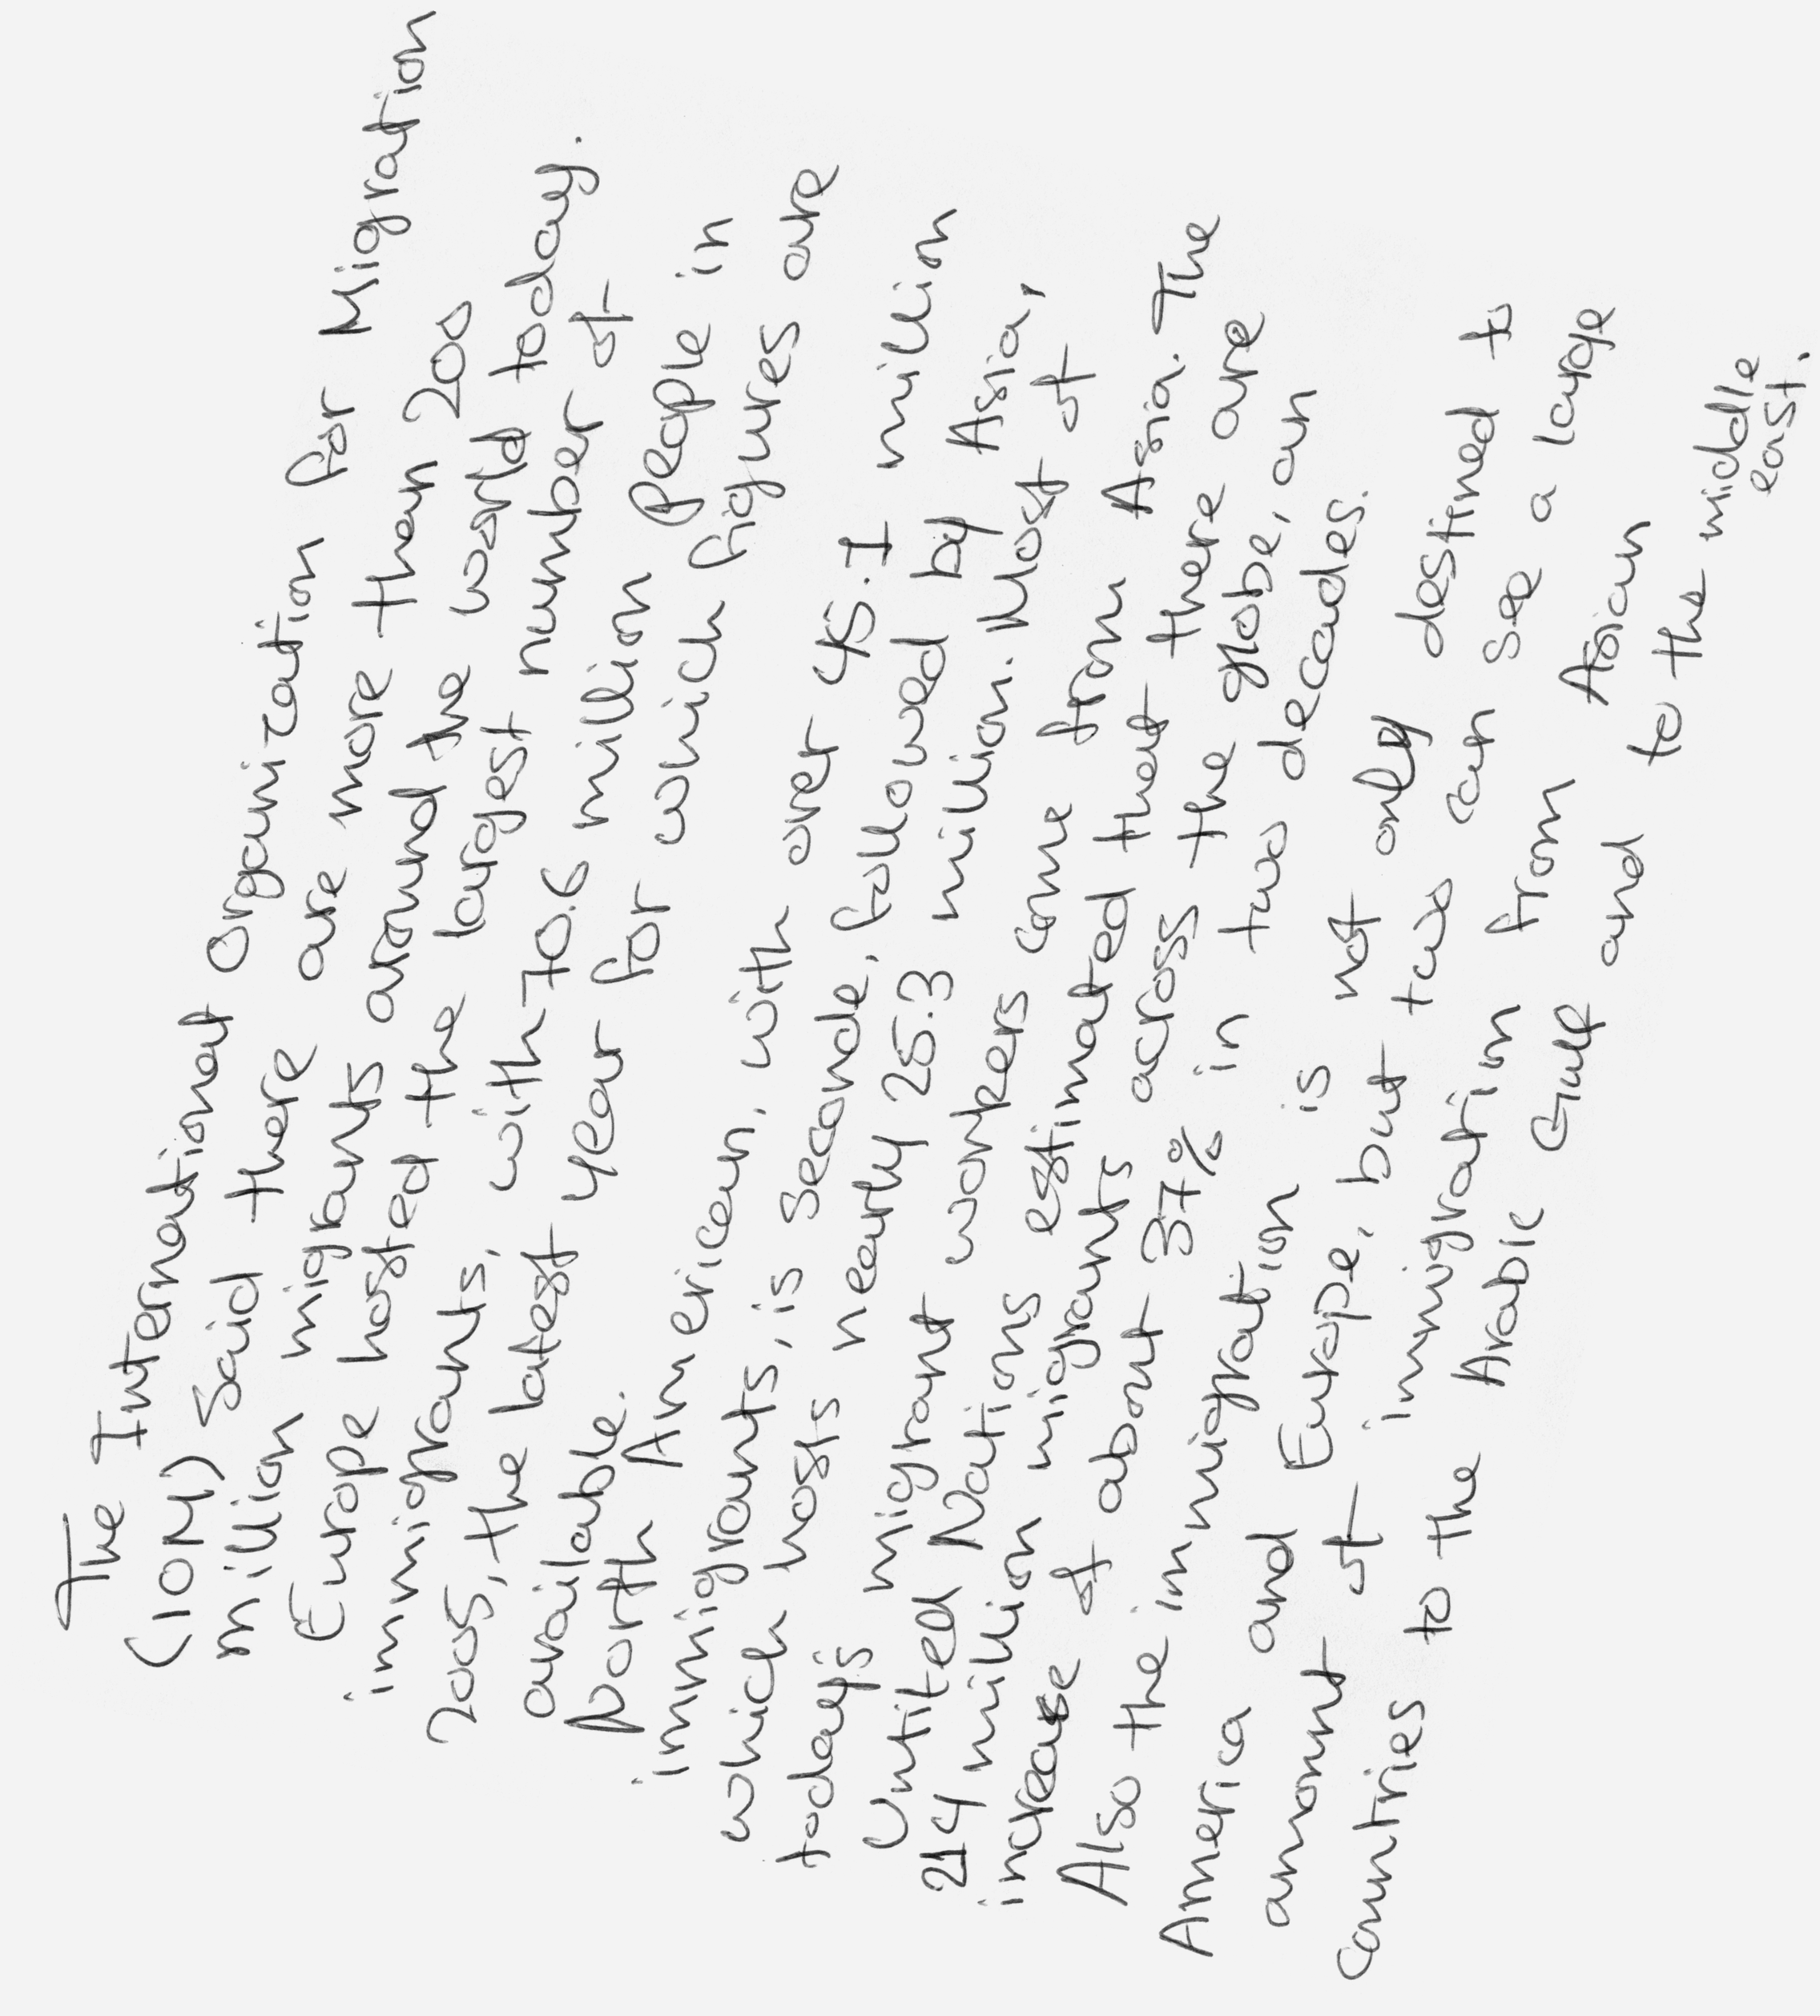 The International Organization for Migration
(IOM) Said there are more than 200
million migrants around the world today.
Europe hosted the largest number of
immigrants, with 70.6 million people in
2005, the latest year for which figures are
available.
North American, with over 45.1 million
immigrants, is seconde, followed by Asia,
which hosts nearly 25.3 million. Most of
today's migrant workers come from Asia. The
United Nations estimated that there are
214 million migrants across the globe, an
increase of about 37% in two decades.
Also the immigration is not only destined to
America and Europe, but two can see a large
amount of immigration from Asian
countries to the Arabic Gulf and to the middle
east.